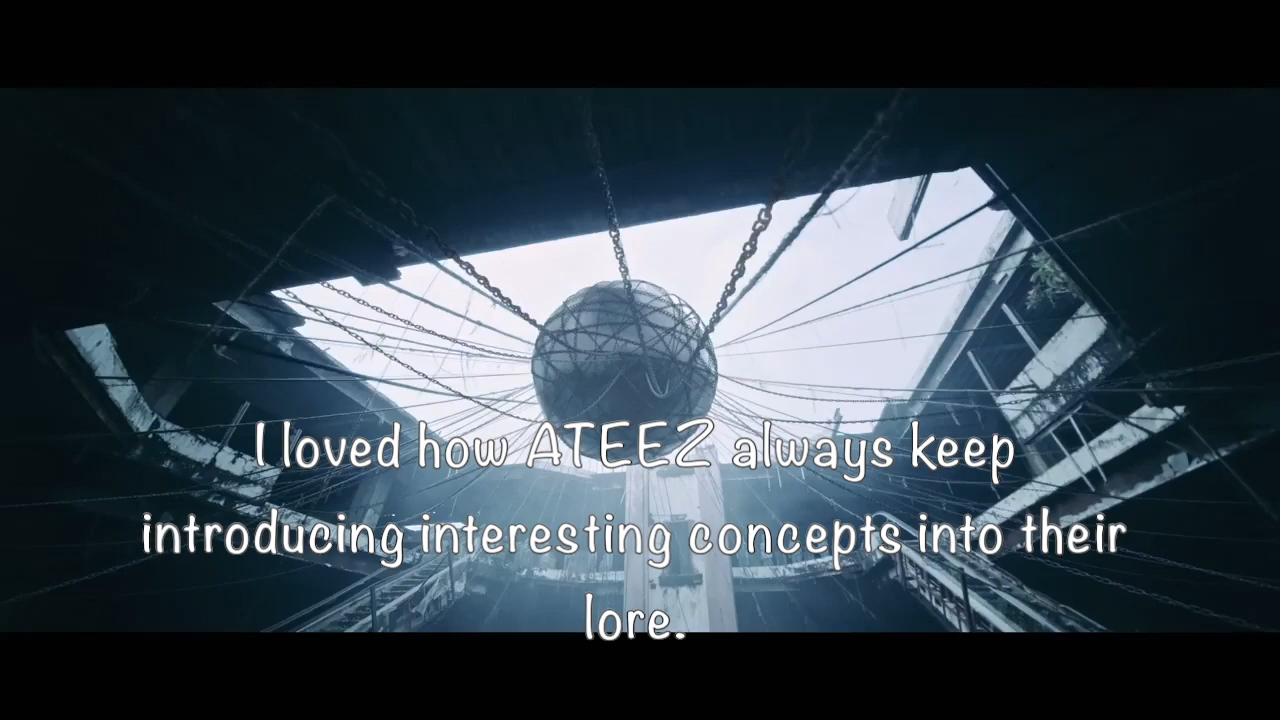 I loved how ATEEZ always keep
introducing interesting concepts into their
lore.